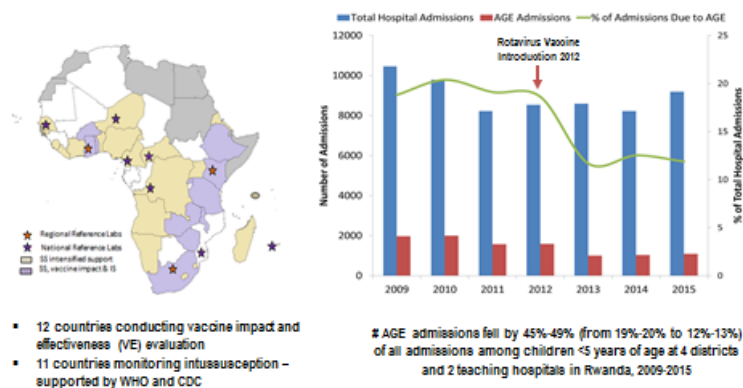 Total Hospital Admissions AGE Admissions % of Admissions Due to AGE
Rotavirus Vaccine
Introduction 2012
Number of Admissions
12000
10000
8000
6000
4000
2000
0
2009 2010 2011 2012 2013 2014 2015
25
20
15
10
5
0
% of Total Hospital Admissions
Regional Reference Labs
National Reference Labs
SS intensified support
SS, vaccine impact & IS
12 countries conducting vaccine impact and
effectiveness (VE) evaluation
11 countries monitoring intussusception –
supported by WHO and CDC
# AGE admissions fell by 45%-49% (from 19%-20% to 12%-13%)
of all admissions among children <5 years of age at 4 districts
and 2 teaching hospitals in Rwanda, 2009-2015